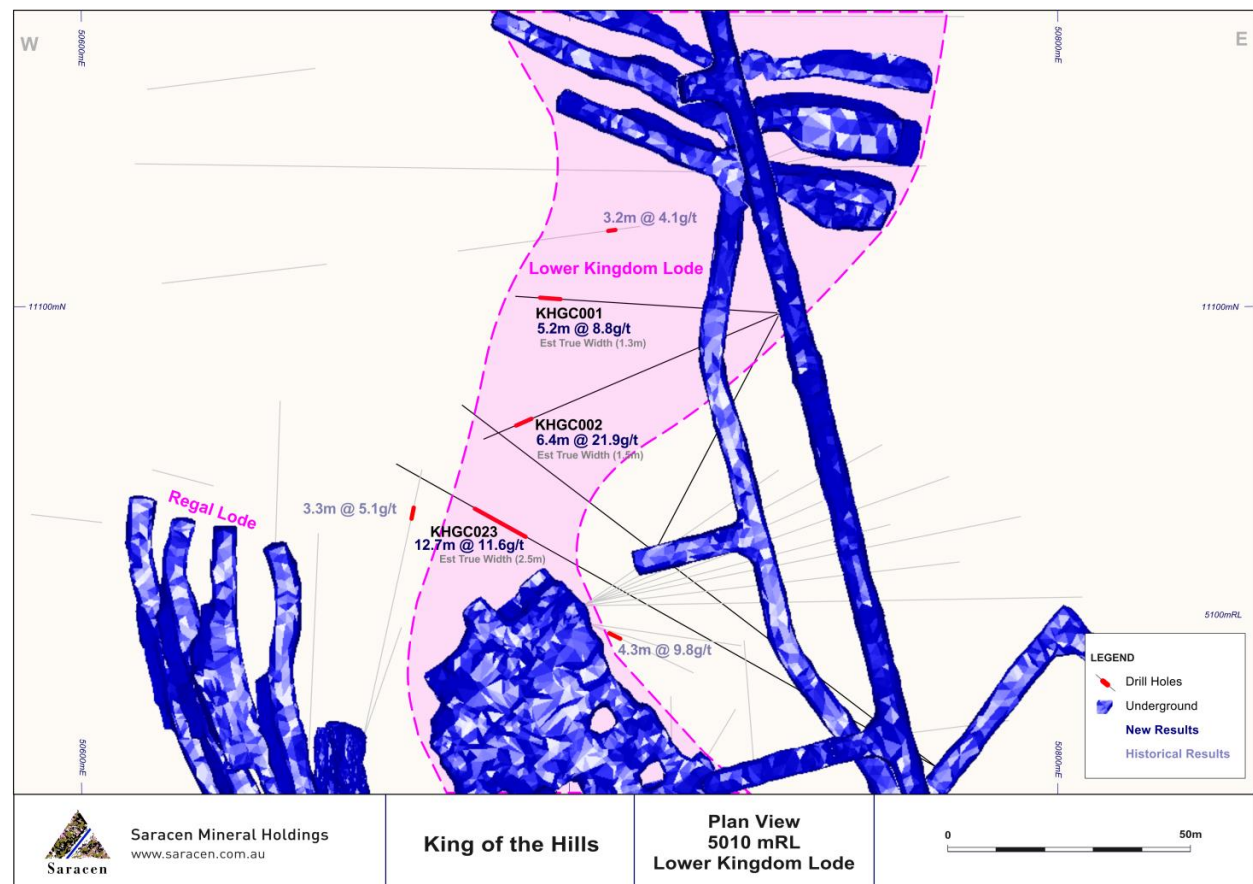 W
50600mE
50800mE
E
3.2m @ 4.1g/t
Lower Kingdom Lode
11100mN
11100mN
KHGC001
5.2m @ 8.8g/t
Est True Width (1.3m)
KHGC002
6.4m @ 21.9g/t
Est True Width (1.5m)
Regal Lode
3.3m @ 5.1g/t
KHGC023
12.7m @ 11.6g/t
Est True Width (2.5m)
5100mRL
4.3m @ 9.8g/t
LEGEND
Drill Holes
Underground
New Results
Historical Results
50600mE
50800mE
Saracen
Saracen Mineral Holdings
www.saracen.com.au
King of the Hills
Plan View
5010 mRL
Lower Kingdom Lode
0
50m